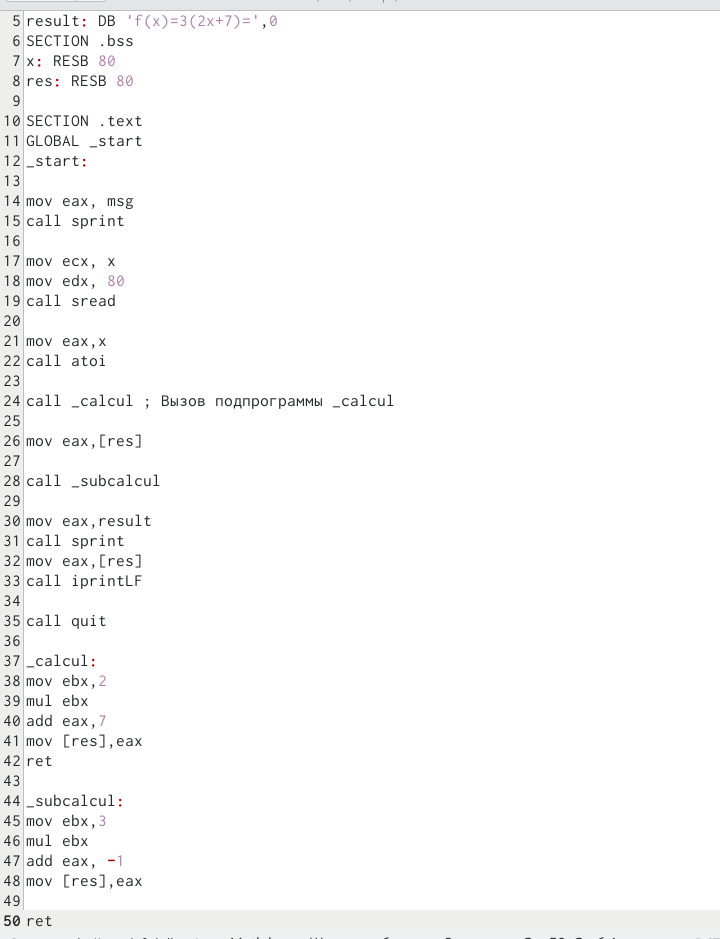 5 result: DB 'f(x)=3(2x+7)=',0
6 SECTION .bss
7 x: RESB 80
8 res: RESB 80
9
10 SECTION .text
11 GLOBAL _start
12 _start:
13
14 mov eax, msg
15 call sprint
16
17 mov ecx, x
18 mov edx, 80
19 call sread
20
21 mov eax,x
22 call atoi
23
24 call _calcul ; Вызов подпрограммы _calcul
25
26 mov eax,[res]
27
28 call _subcalcul
29
30 mov eax,result
31 call sprint
32 mov eax,[res]
33 call iprintLF
34
35 call quit
36
37 _calcul:
38 mov ebx,2
39 mul ebx
40 add eax,7
41 mov [res],eax
42 ret
43
44 _subcalcul:
45 mov ebx,3
46 mul ebx
47 add eax, -1
48 mov [res],eax
49
50 ret